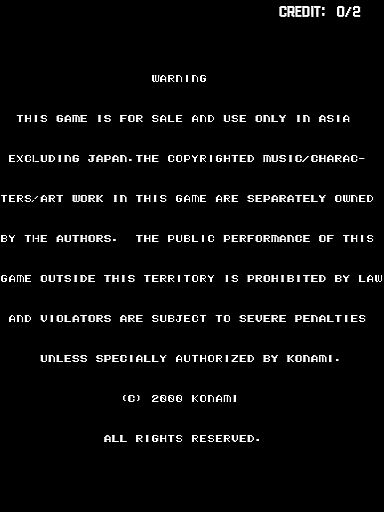 CREDIT: 0/2
WARNING
THIS GAME IS FOR SALE AND USE ONLY IN ASIA
EXCLUDING JAPAN.THE COPYRIGHTED MUSIC/CHARAC-
TERS/ART WORK IN THIS GAME ARE SEPARATELY OWNED
BY THE AUTHORS. THE PUBLIC PERFORMANCE OF THIS
GAME OUTSIDE THIS TERRITORY IS PROHIBITED BY LAW
AND VIOLATORS ARE SUBJECT TO SEVERE PENALTIES
UNLESS SPECIALLY AUTHORIZED BY KONAMI.
(C) 2000 KONAMI
ALL RIGHTS RESERVED.